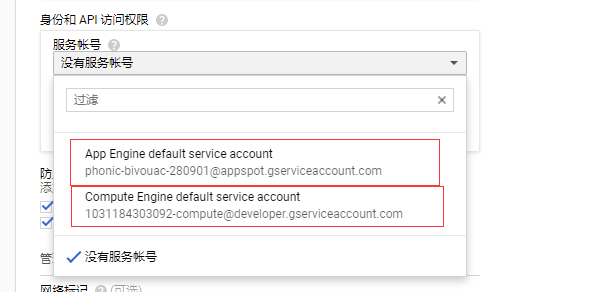 身份和 API 访问权限
服务帐号
没有服务帐号
过滤
App Engine default service account
phonic-bivouac-280901@appspot.gserviceaccount.com
Compute Engine default service account
1031184303092-compute@developer.gserviceaccount.com
防
添
没有服务帐号
管
网络标记 (可选)